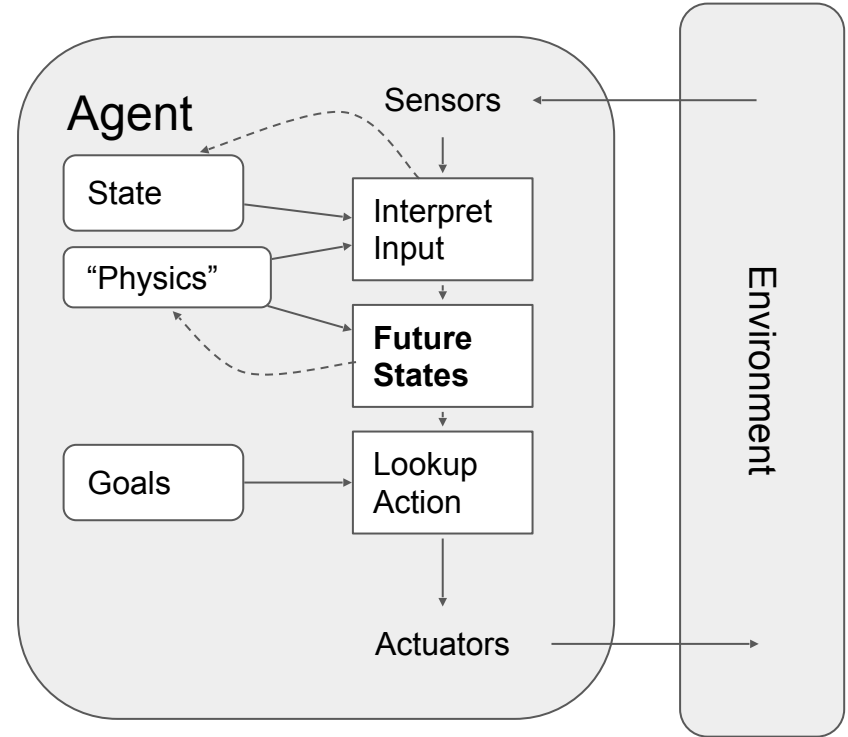 Agent
Sensors
State
Interpret
Input
“Physics”
Future
States
Goals
Lookup
Action
Actuators
Environment